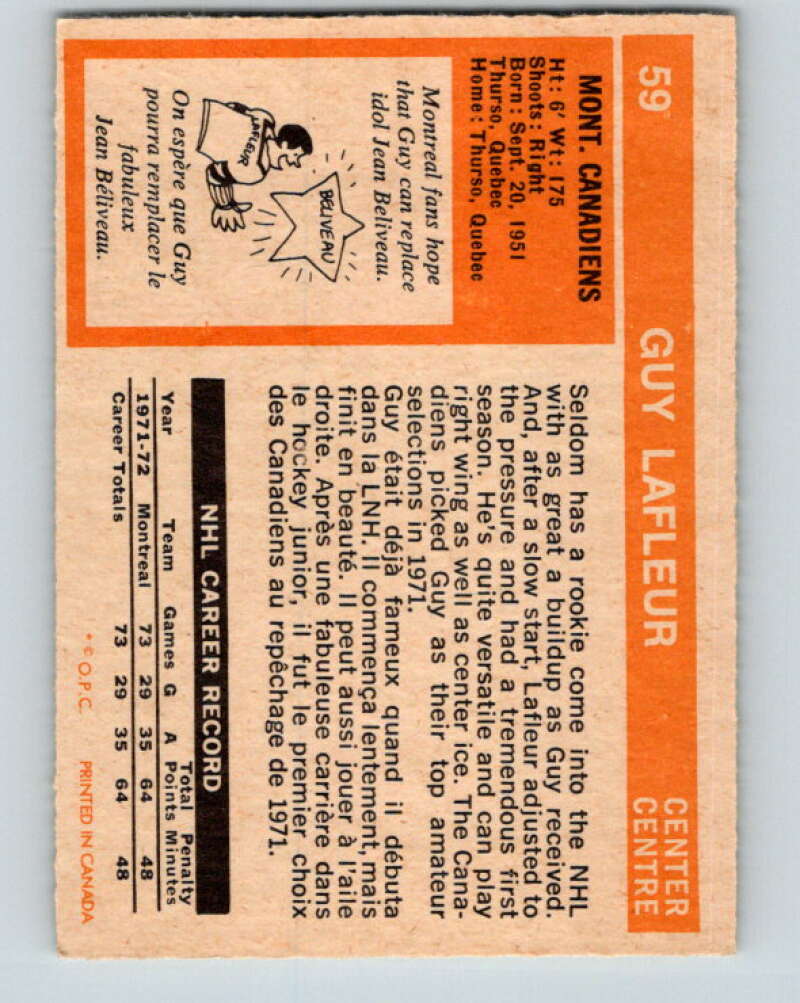 59
GUY LAFLEUR
CENTER
CENTRE
MONT. CANADIENS
Ht: 6' Wt: 175
Shoots: Right
Born: Sept. 20, 1951
Thurso, Quebec
Home: Thurso, Quebec
Montreal fans hope
that Guy can replace
idol Jean Beliveau.
LAFLEUR
BÉLIVEAU
On espère que Guy
pourra remplacer le
fabuleux
Jean Béliveau.
Seldom has a rookie come into the NHL
with as great a buildup as Guy received.
And, after a slow start, Lafleur adjusted to
the pressure and had a tremendous first
season. He's quite versatile and can play
right wing as well as center ice. The Cana-
diens picked Guy as their top amateur
selections in 1971.
Guy était déjà fameux quand il débuta
dans la LNH. Il commença lentement, mais
finit en beauté. Il peut aussi jouer à l'aile
droite. Après une fabuleuse carrière dans
le hockey junior, il fut le premier choix
des Canadiens au repêchage de 1971.
NHL CAREER RECORD
Total Penalty
Year Team Games G A Points Minutes
1971-72 Montreal 73 29 35 64 48
Career Totals 73 29 35 64 48
* © O.P.C. PRINTED IN CANADA